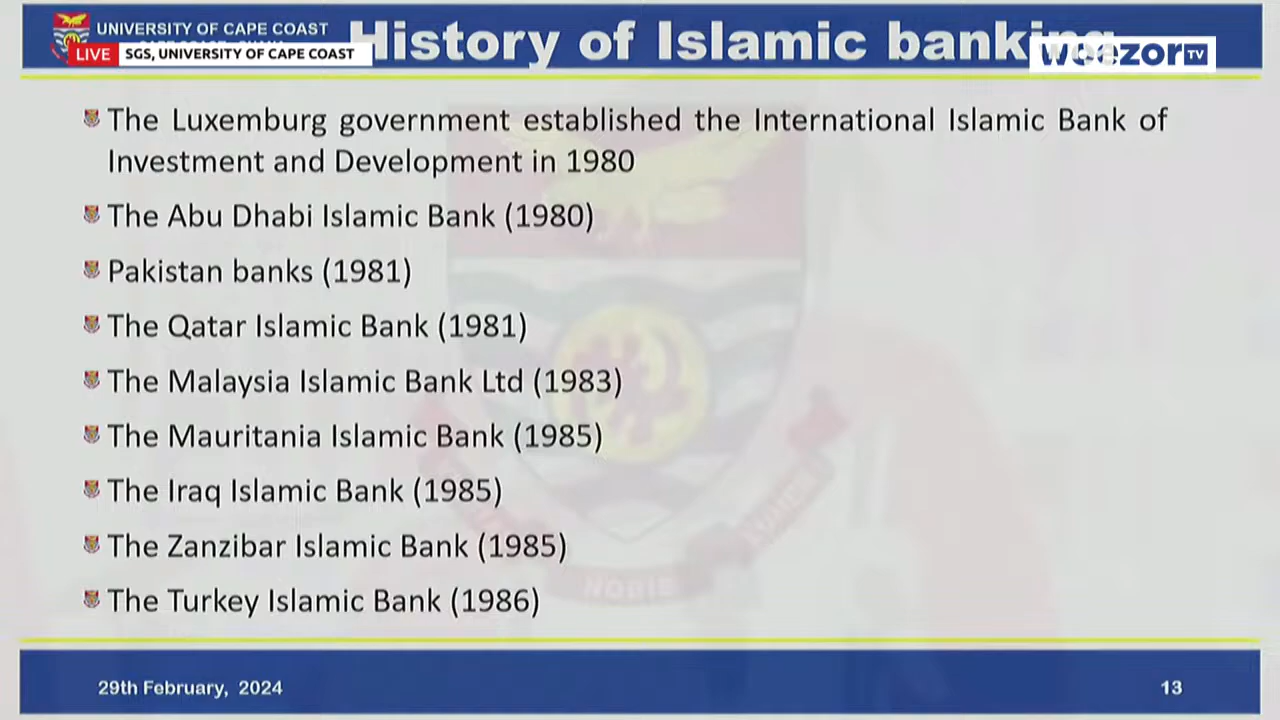 UNIVERSITY OF CAPE COAST
LIVE SGS, UNIVERSITY OF CAPE COAST
History of Islamic banking
woezor TV
The Luxemburg government established the International Islamic Bank of
Investment and Development in 1980
The Abu Dhabi Islamic Bank (1980)
Pakistan banks (1981)
The Qatar Islamic Bank (1981)
The Malaysia Islamic Bank Ltd (1983)
The Mauritania Islamic Bank (1985)
The Iraq Islamic Bank (1985)
The Zanzibar Islamic Bank (1985)
The Turkey Islamic Bank (1986)
NOBIS
29th February, 2024
13